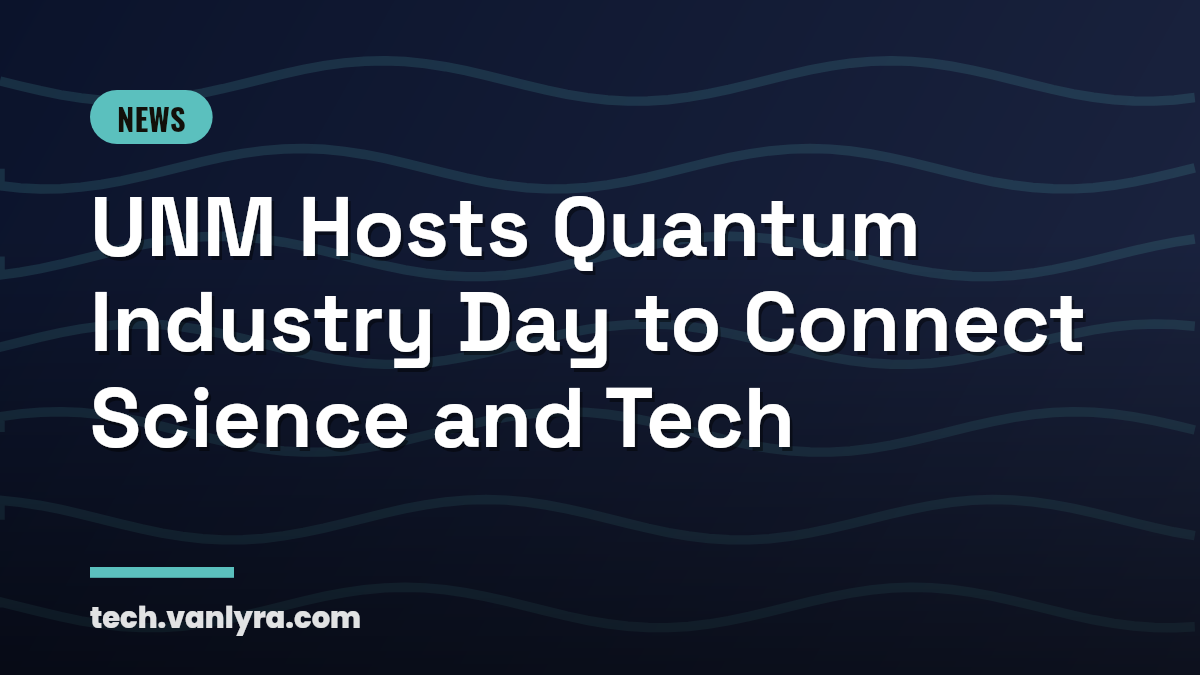 NEWS
UNM Hosts Quantum
Industry Day to Connect
Science and Tech
tech.vanlyra.com